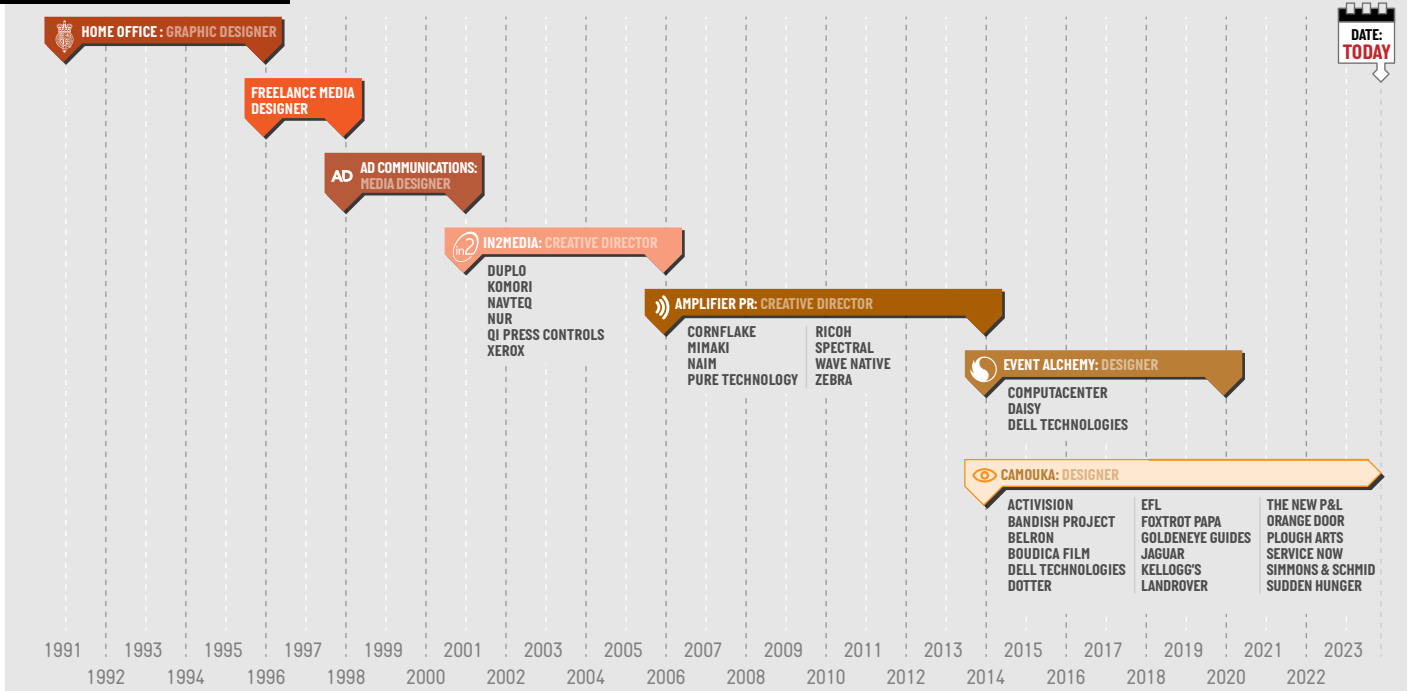 DATE:
TODAY
HOME OFFICE : GRAPHIC DESIGNER
FREELANCE MEDIA
DESIGNER
AD
AD COMMUNICATIONS:
MEDIA DESIGNER
in2
IN2MEDIA: CREATIVE DIRECTOR
DUPLO
KOMORI
NAVTEQ
NUR
QI PRESS CONTROLS
XEROX
AMPLIFIER PR: CREATIVE DIRECTOR
CORNFLAKE
MIMAKI
NAIM
PURE TECHNOLOGY
RICOH
SPECTRAL
WAVE NATIVE
ZEBRA
EVENT ALCHEMY: DESIGNER
COMPUTACENTER
DAISY
DELL TECHNOLOGIES
CAMOUKA: DESIGNER
ACTIVISION
BANDISH PROJECT
BELRON
BOUDICA FILM
DELL TECHNOLOGIES
DOTTER
EFL
FOXTROT PAPA
GOLDENEYE GUIDES
JAGUAR
KELLOGG'S
LANDROVER
THE NEW P&L
ORANGE DOOR
PLOUGH ARTS
SERVICE NOW
SIMMONS & SCHMID
SUDDEN HUNGER
1991 1993 1995 1997 1999 2001 2003 2005 2007 2009 2011 2013 2015 2017 2019 2021 2023
1992 1994 1996 1998 2000 2002 2004 2006 2008 2010 2012 2014 2016 2018 2020 2022